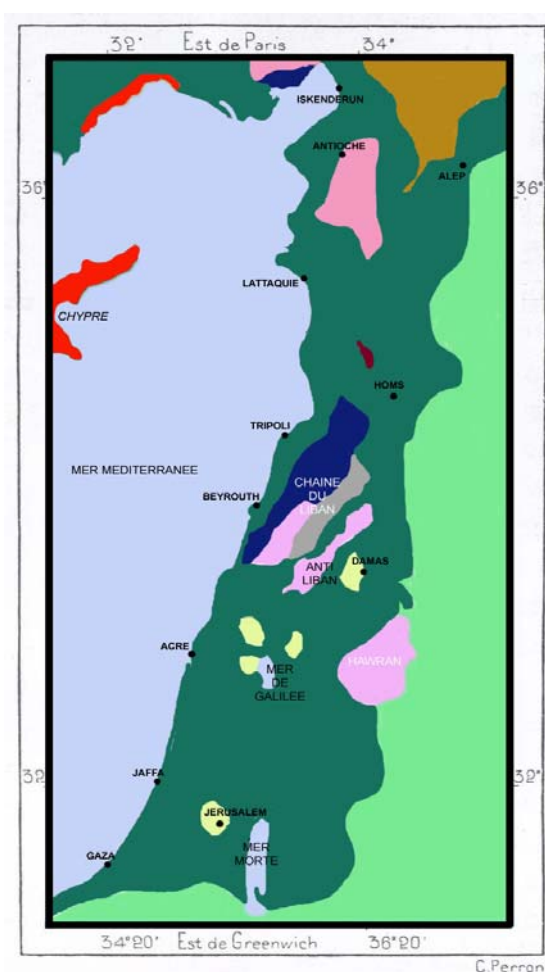 32° Est de Paris 34°
ISKENDERUN
ANTIOCHE
ALEP
36° 36°
LATTAQUIE
CHYPRE
HOMS
TRIPOLI
MER MEDITERRANEE
CHAINE
DU
LIBAN
BEYROUTH
ANTI
LIBAN
DAMAS
ACRE
HAWRAN
MER
DE
GALILEE
JAFFA
32° 32°
JERUSALEM
MER
MORTE
GAZA
34°20' Est de Greenwich 36°20'
C.Perron